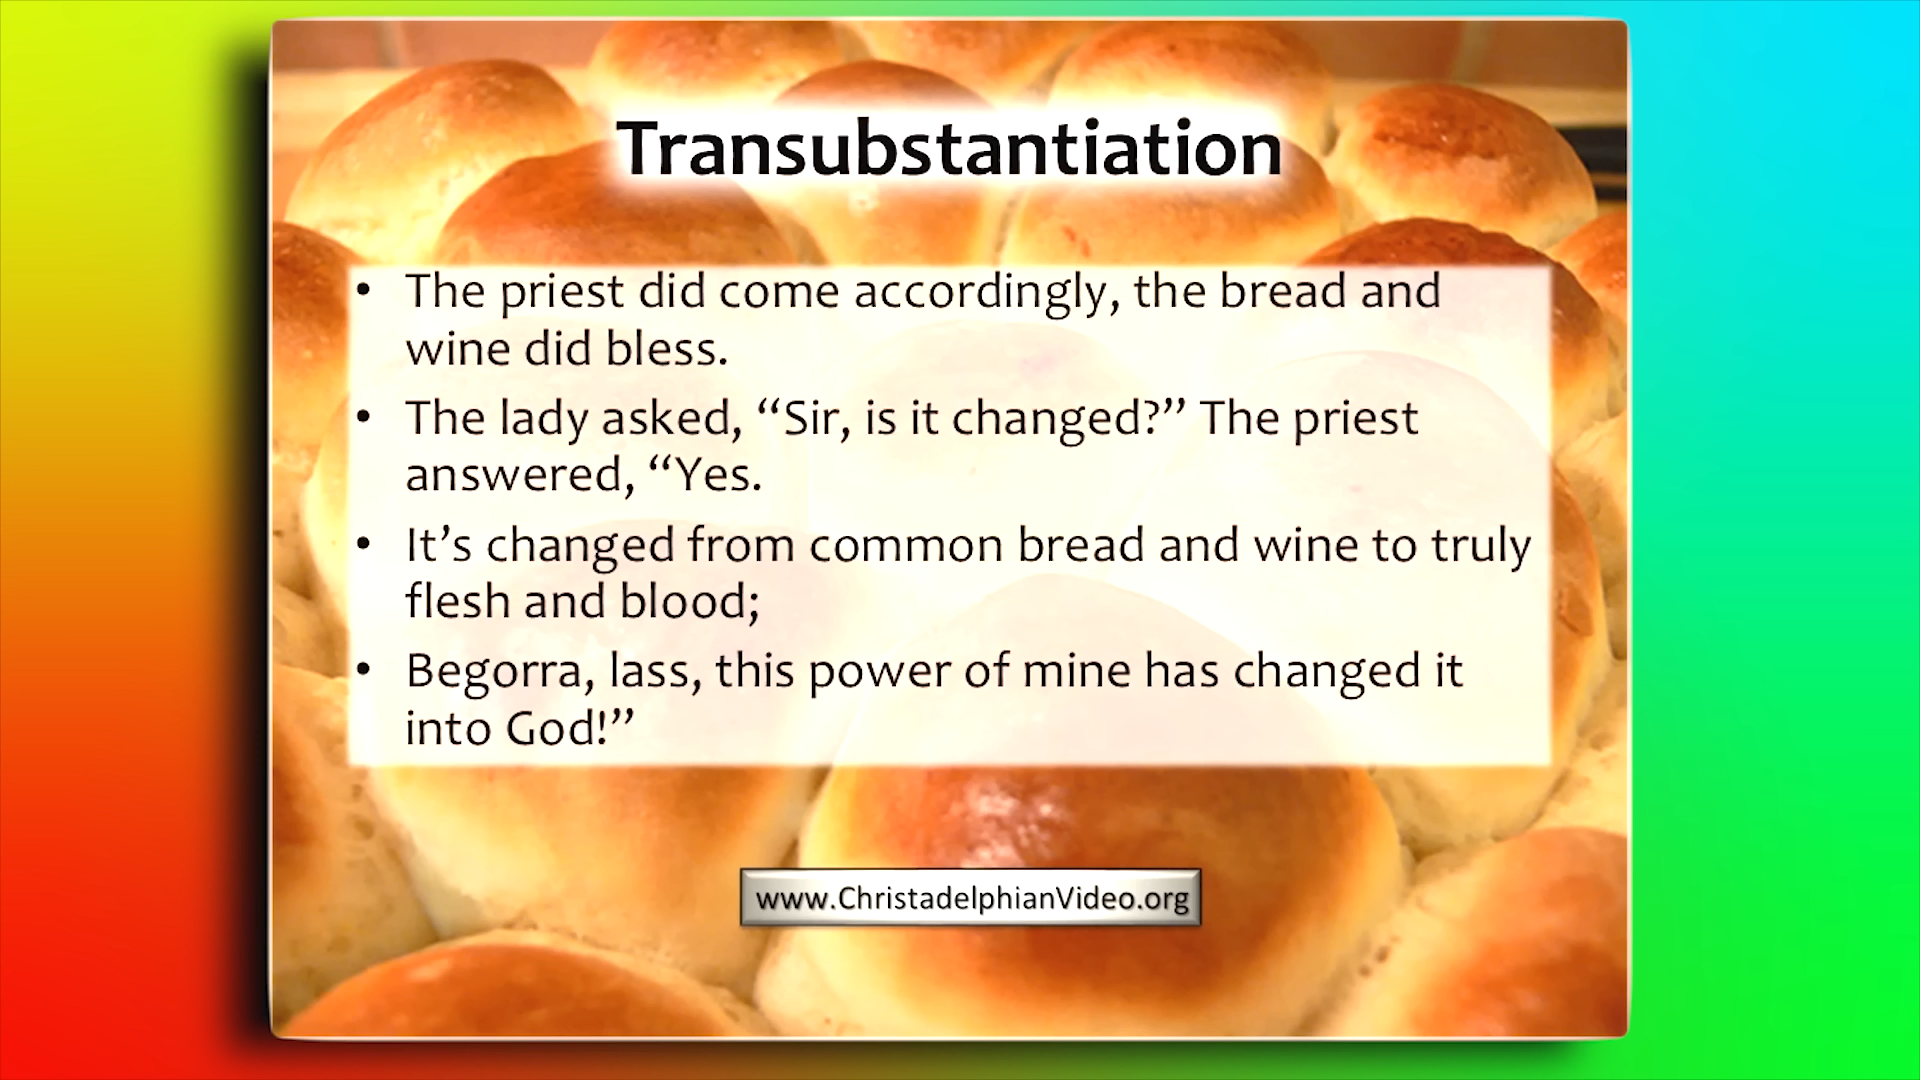 Transubstantiation
• The priest did come accordingly, the bread and
wine did bless.
• The lady asked, “Sir, is it changed?” The priest
answered, “Yes.
• It’s changed from common bread and wine to truly
flesh and blood;
• Begorra, lass, this power of mine has changed it
into God!”
www.ChristadelphianVideo.org